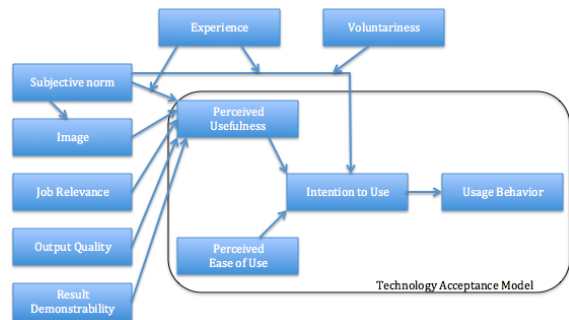 Experience
Voluntariness
Subjective norm
Image
Perceived
Usefulness
Job Relevance
Intention to Use
Usage Behavior
Output Quality
Perceived
Ease of Use
Result
Demonstrability
Technology Acceptance Model